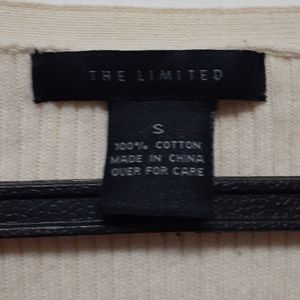 THE LIMITED
S
100% COTTON
MADE IN CHINA
OVER FOR CARE